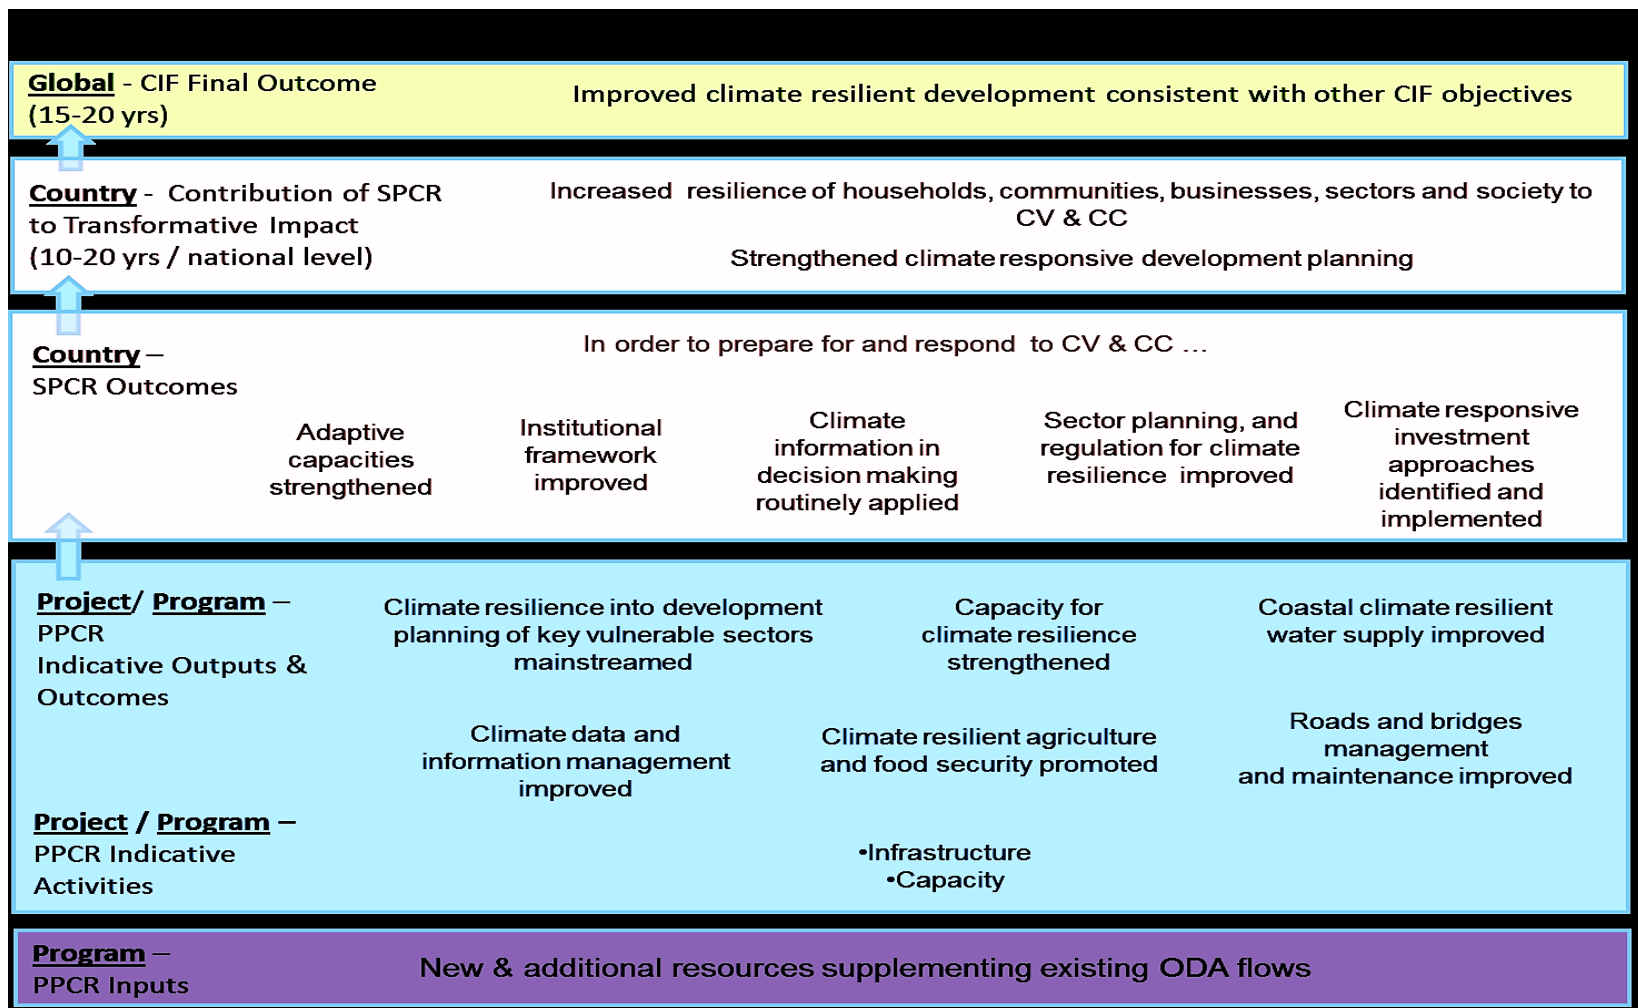 Global - CIF Final Outcome
(15-20 yrs)
Improved climate resilient development consistent with other CIF objectives
Country - Contribution of SPCR
to Transformative Impact
(10-20 yrs / national level)
Increased resilience of households, communities, businesses, sectors and society to
CV & CC
Strengthened climate responsive development planning
Country –
SPCR Outcomes
In order to prepare for and respond to CV & CC ...
Adaptive
capacities
strengthened
Institutional
framework
improved
Climate
information in
decision making
routinely applied
Sector planning, and
regulation for climate
resilience improved
Climate responsive
investment
approaches
identified and
implemented
Project/ Program –
PPCR
Indicative Outputs &
Outcomes
Climate resilience into development
planning of key vulnerable sectors
mainstreamed
Capacity for
climate resilience
strengthened
Coastal climate resilient
water supply improved
Climate data and
information management
improved
Climate resilient agriculture
and food security promoted
Roads and bridges
management
and maintenance improved
Project / Program –
PPCR Indicative
Activities
•Infrastructure
•Capacity
Program –
PPCR Inputs
New & additional resources supplementing existing ODA flows